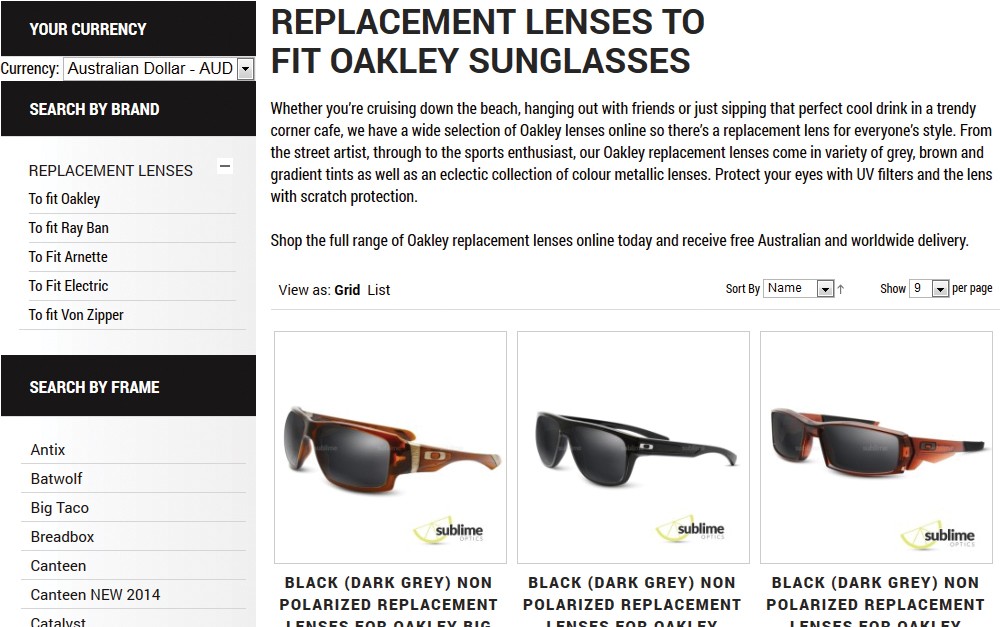 YOUR CURRENCY
Currency: Australian Dollar - AUD
SEARCH BY BRAND
REPLACEMENT LENSES
To fit Oakley
To fit Ray Ban
To Fit Arnette
To Fit Electric
To fit Von Zipper
SEARCH BY FRAME
Antix
Batwolf
Big Taco
Breadbox
Canteen
Canteen NEW 2014
Catalyst
REPLACEMENT LENSES TO
FIT OAKLEY SUNGLASSES
Whether you're cruising down the beach, hanging out with friends or just sipping that perfect cool drink in a trendy
corner cafe, we have a wide selection of Oakley lenses online so there's a replacement lens for everyone's style. From
the street artist, through to the sports enthusiast, our Oakley replacement lenses come in variety of grey, brown and
gradient tints as well as an eclectic collection of colour metallic lenses. Protect your eyes with UV filters and the lens
with scratch protection.
Shop the full range of Oakley replacement lenses online today and receive free Australian and worldwide delivery.
View as: Grid List
Sort By Name
Show 9 per page
sublime
OPTICS
BLACK (DARK GREY) NON
POLARIZED REPLACEMENT
LENSES FOR OAKLEY BIG
sublime
OPTICS
BLACK (DARK GREY) NON
POLARIZED REPLACEMENT
LENSES FOR OAKLEY
sublime
OPTICS
BLACK (DARK GREY) NON
POLARIZED REPLACEMENT
LENSES FOR OAKLEY